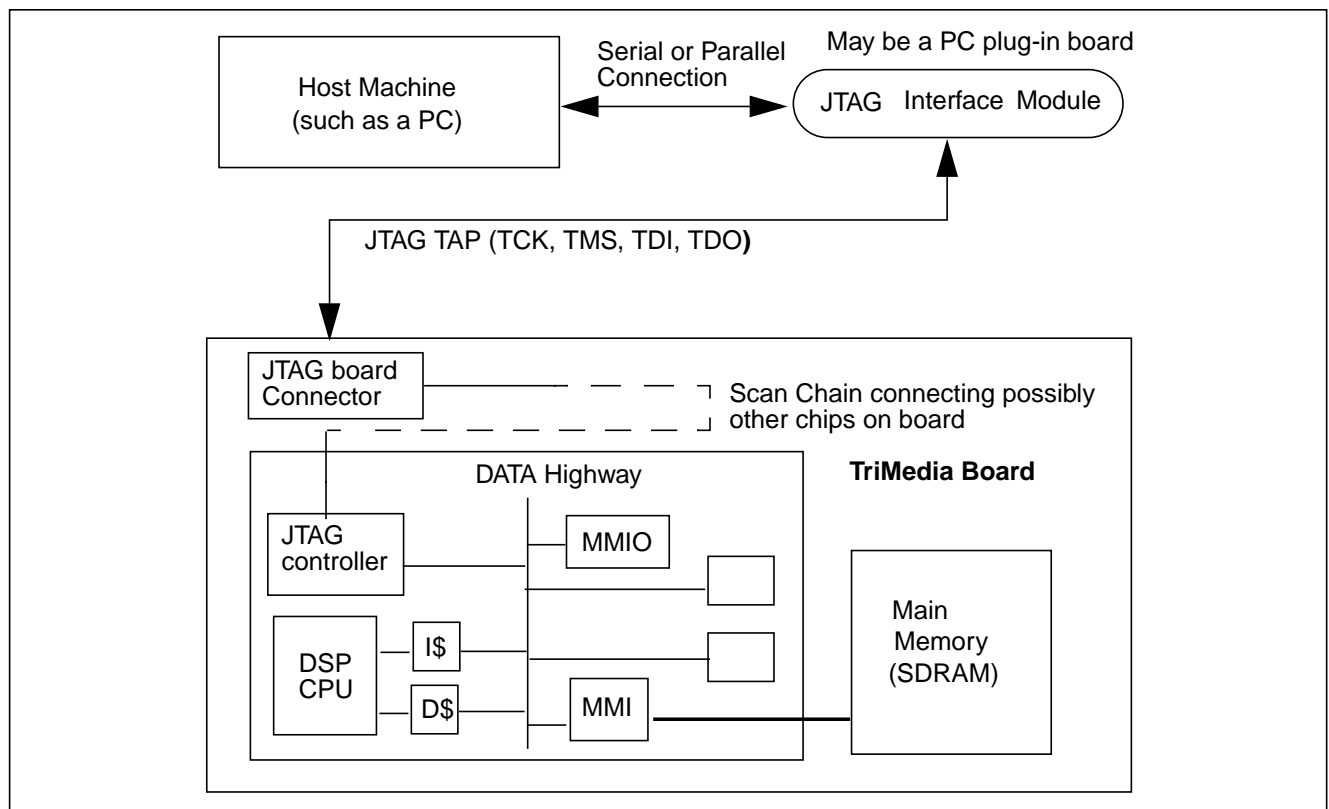 May be a PC plug-in board
Serial or Parallel
Connection
Host Machine
(such as a PC)
JTAG Interface Module
JTAG TAP (TCK, TMS, TDI, TDO)
JTAG board
Connector
Scan Chain connecting possibly
other chips on board
DATA Highway
TriMedia Board
JTAG
controller
MMIO
I$
DSP
CPU
D$
MMI
Main
Memory
(SDRAM)